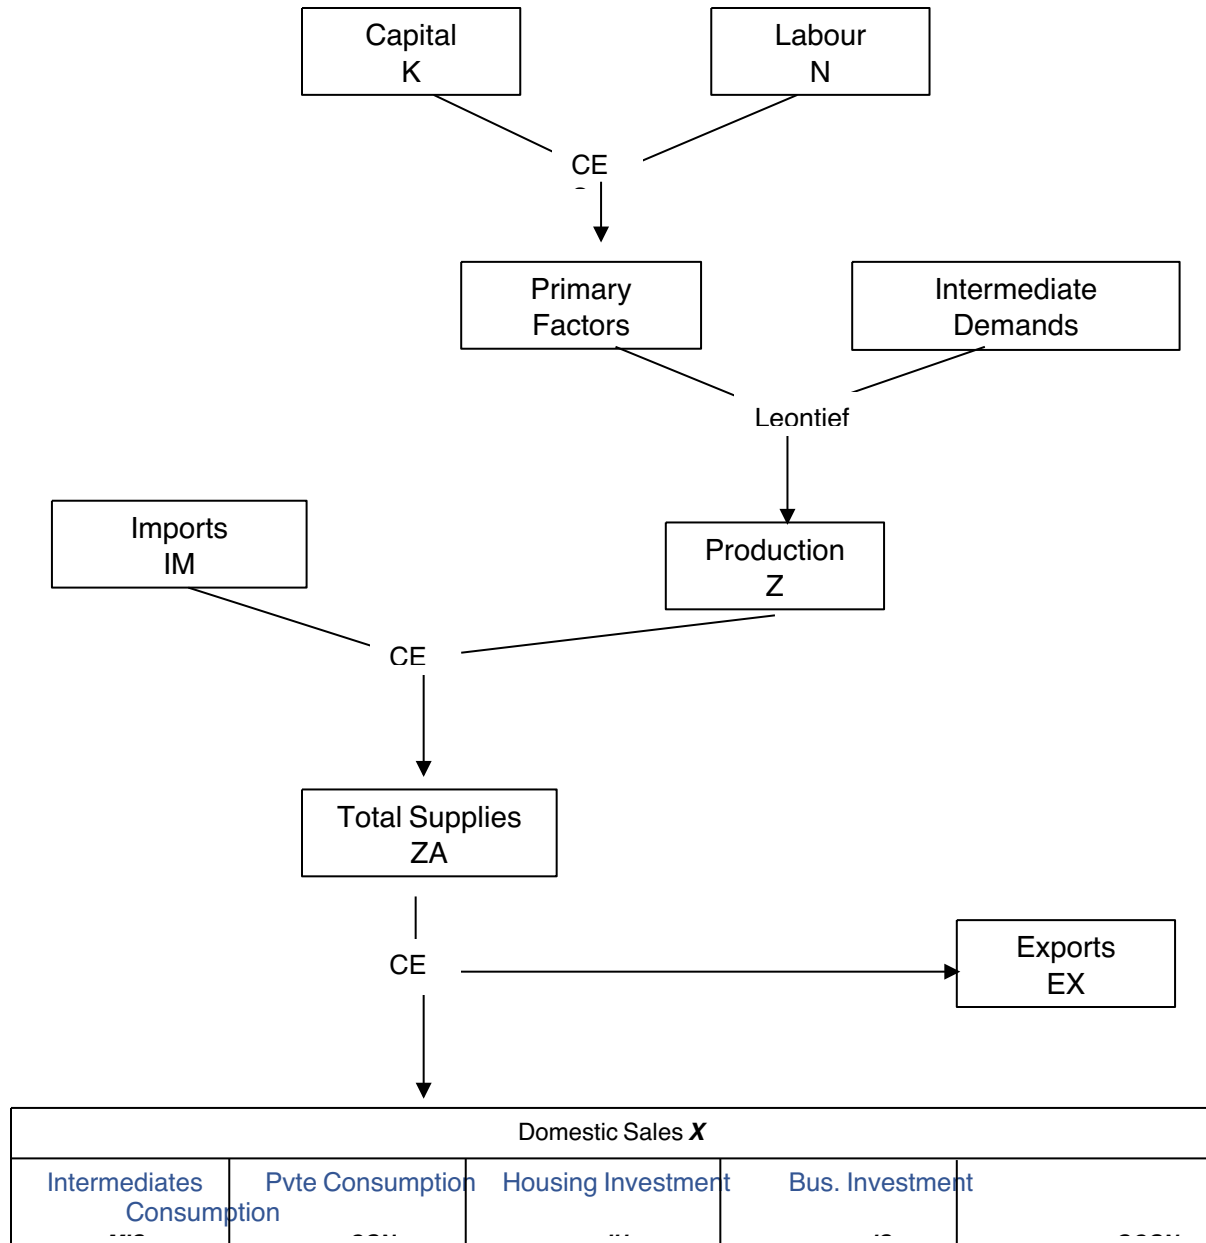 Capital
K
Labour
N
CE
Primary
Factors
Intermediate
Demands
Leontief
Imports
IM
Production
Z
CE
Total Supplies
ZA
CE
Exports
EX
Domestic Sales X
Intermediates
Pvte Consumption
Housing Investment
Bus. Investment
Consumption